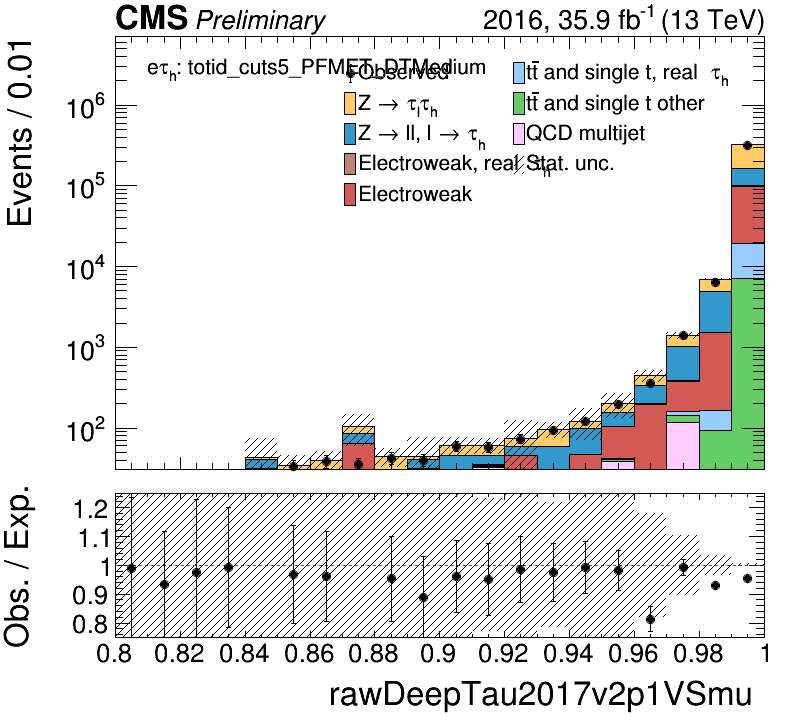 CMS Preliminary 2016, 35.9 fb⁻¹ (13 TeV)
eτh: totid_cuts5_PFMET_DTMedium
Observed
Z → τlτh
Z → ll, l → τh
Electroweak, real τh
Electroweak
tt̄ and single t, real τh
tt̄ and single t other
QCD multijet
Stat. unc.
Events / 0.01
10⁶
10⁵
10⁴
10³
10²
Obs. / Exp.
1.2
1.1
1
0.9
0.8
0.8 0.82 0.84 0.86 0.88 0.9 0.92 0.94 0.96 0.98 1
rawDeepTau2017v2p1VSmu